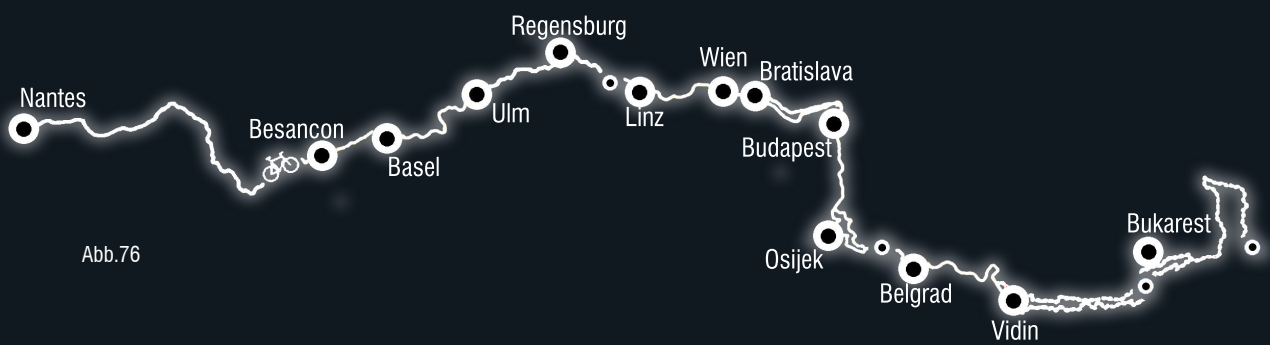 Nantes
Besancon
Basel
Ulm
Regensburg
Linz
Wien
Bratislava
Budapest
Osijek
Belgrad
Vidin
Bukarest
Abb.76